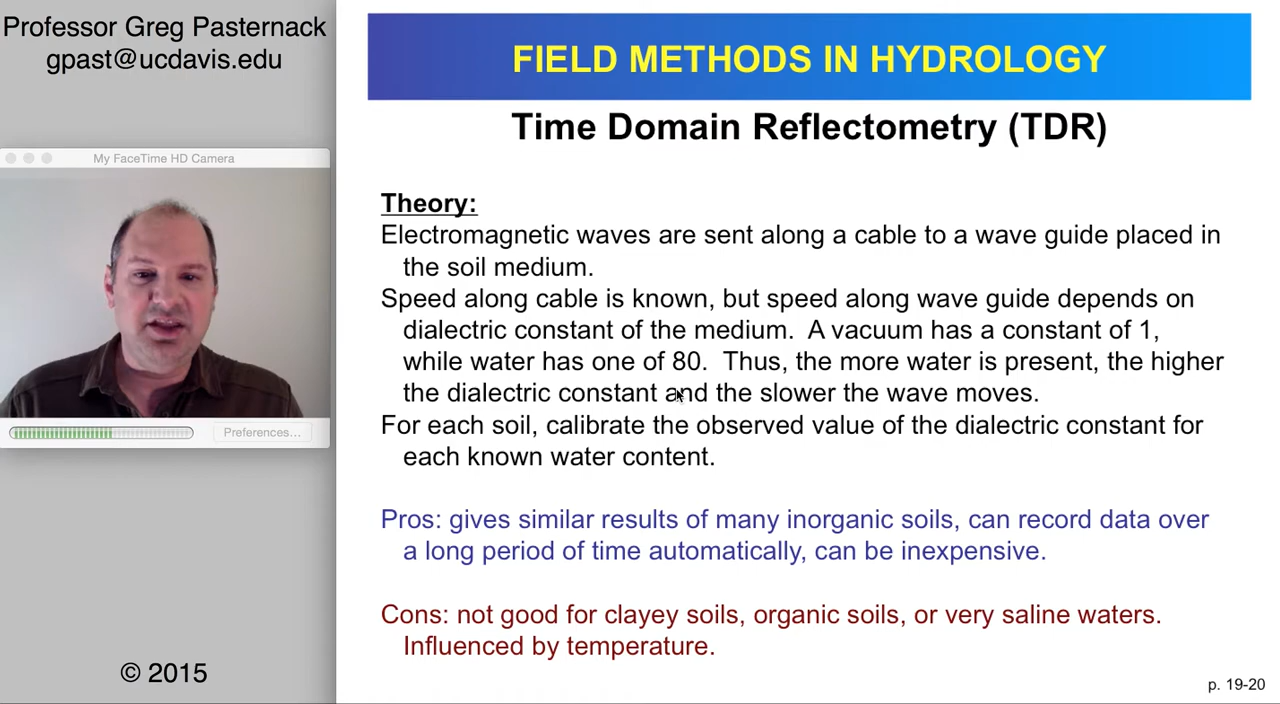 Professor Greg Pasternack
gpast@ucdavis.edu
My FaceTime HD Camera
Preferences...
© 2015
FIELD METHODS IN HYDROLOGY
Time Domain Reflectometry (TDR)
Theory:
Electromagnetic waves are sent along a cable to a wave guide placed in
the soil medium.
Speed along cable is known, but speed along wave guide depends on
dialectric constant of the medium.  A vacuum has a constant of 1,
while water has one of 80.  Thus, the more water is present, the higher
the dialectric constant and the slower the wave moves.
For each soil, calibrate the observed value of the dialectric constant for
each known water content.
Pros: gives similar results of many inorganic soils, can record data over
a long period of time automatically, can be inexpensive.
Cons: not good for clayey soils, organic soils, or very saline waters.
Influenced by temperature.
p. 19-20